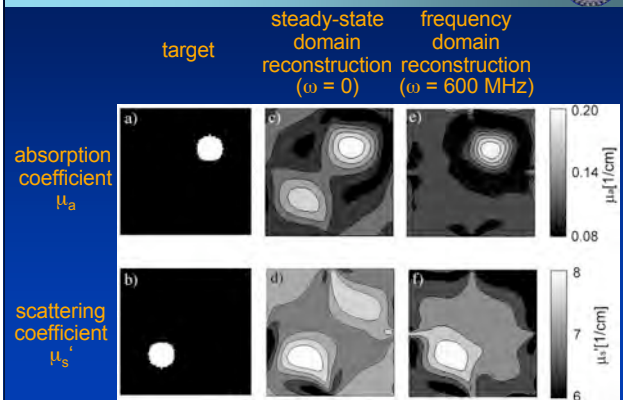 target
steady-state
domain
reconstruction
(ω = 0)
frequency
domain
reconstruction
(ω = 600 MHz)
absorption
coefficient
μa
a)
c)
e)
0.20
0.14
0.08
μa[1/cm]
scattering
coefficient
μs'
b)
d)
f)
8
7
6
μs'[1/cm]